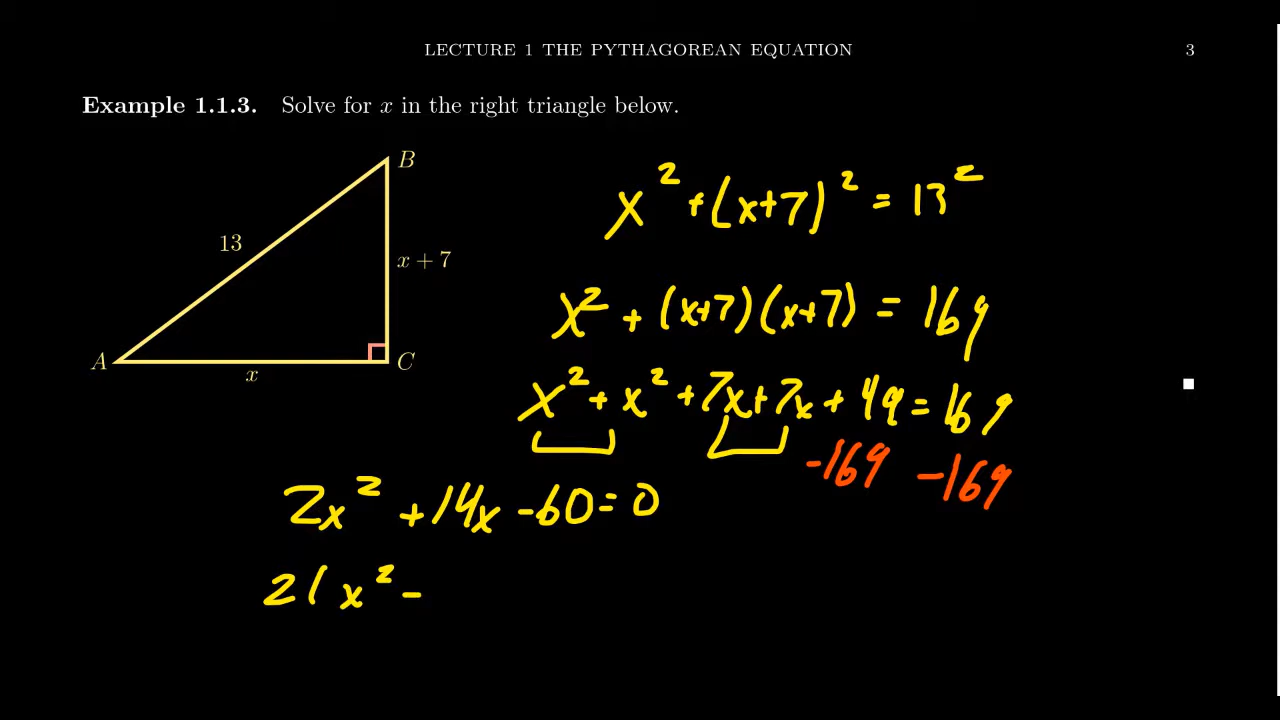 LECTURE 1 THE PYTHAGOREAN EQUATION 3
Example 1.1.3. Solve for x in the right triangle below.
B
13
x + 7
A
C
x
x² + (x+7)² = 13²
x² + (x+7)(x+7) = 169
x² + x² + 7x + 7x + 49 = 169
-169 -169
2x² + 14x - 60 = 0
2(x² -